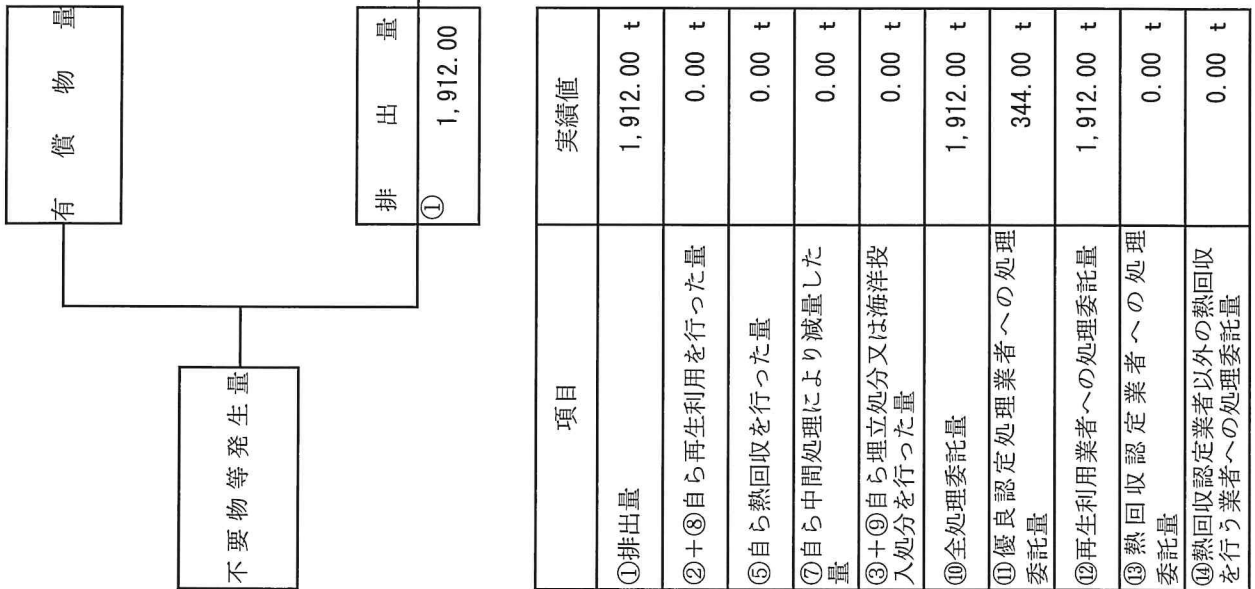 有償物量
不要物等発生量
排出量
① 1,912.00
項目 実績値
①排出量 1,912.00 t
②+⑧自ら再生利用を行った量 0.00 t
⑤自ら熱回収を行った量 0.00 t
⑦自ら中間処理により減量した
量 0.00 t
③+⑨自ら埋立処分又は海洋投
入処分を行った量 0.00 t
⑩全処理委託量 1,912.00 t
⑪優良認定処理業者への処理
委託量 344.00 t
⑫再生利用業者への処理委託量 1,912.00 t
⑬熱回収認定業者への処理
委託量 0.00 t
⑭熱回収認定業者以外の熱回収
を行う業者への処理委託量 0.00 t